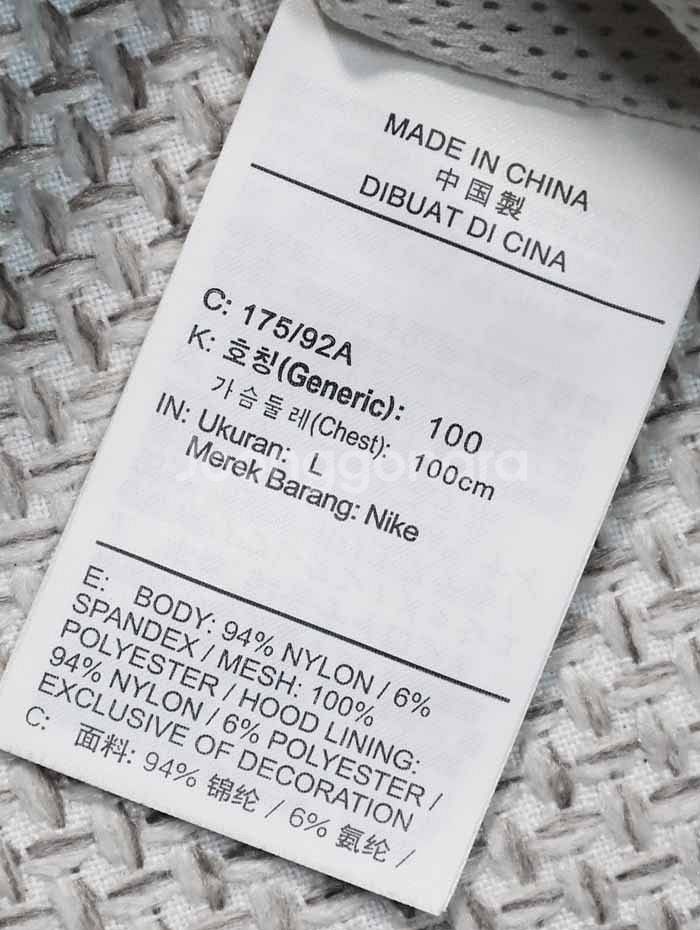 MADE IN CHINA
中国製
DIBUAT DI CINA
C: 175/92A
K: 호칭(Generic): 100
가슴둘레(Chest): 100cm
IN: Ukuran: L
Merek Barang: Nike
E: BODY: 94% NYLON / 6%
SPANDEX / MESH: 100%
POLYESTER / HOOD LINING:
94% NYLON / 6% POLYESTER /
EXCLUSIVE OF DECORATION
C: 面料: 94% 锦纶 / 6% 氨纶 /